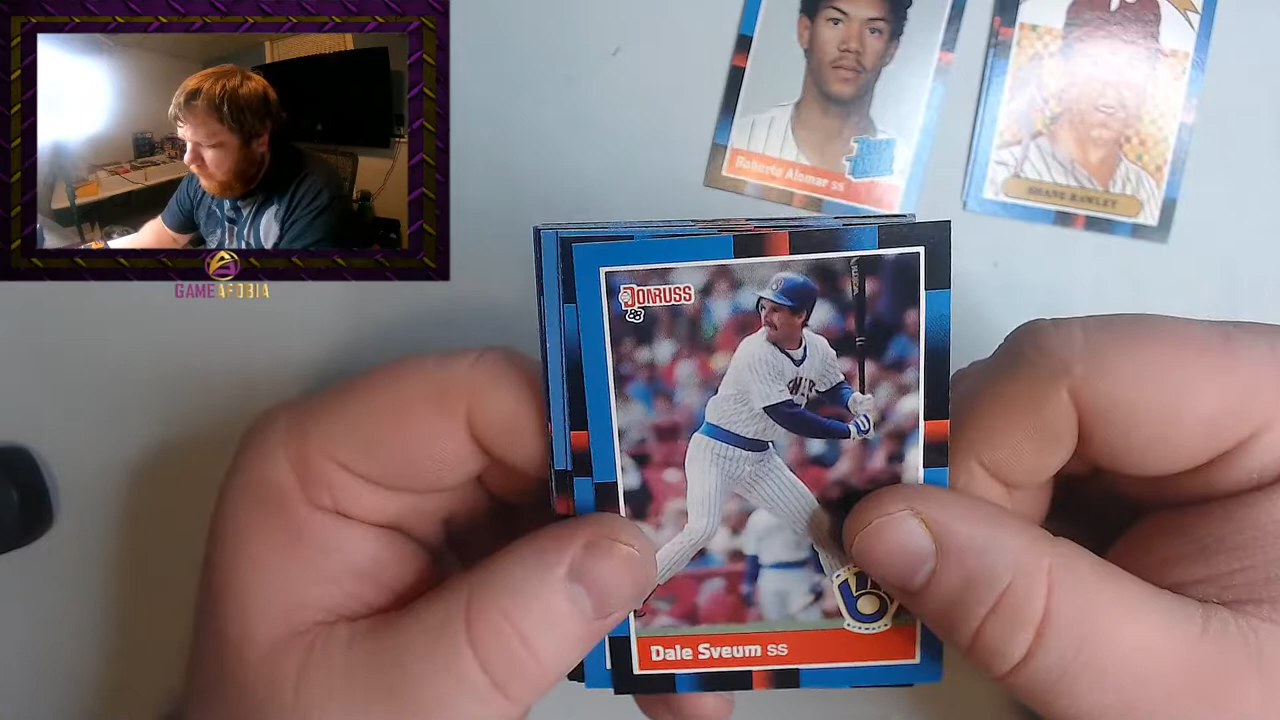 GAMEAFOBIA
Roberto Alomar SS
SHANE RAWLEY
DONRUSS
88
Dale Sveum SS